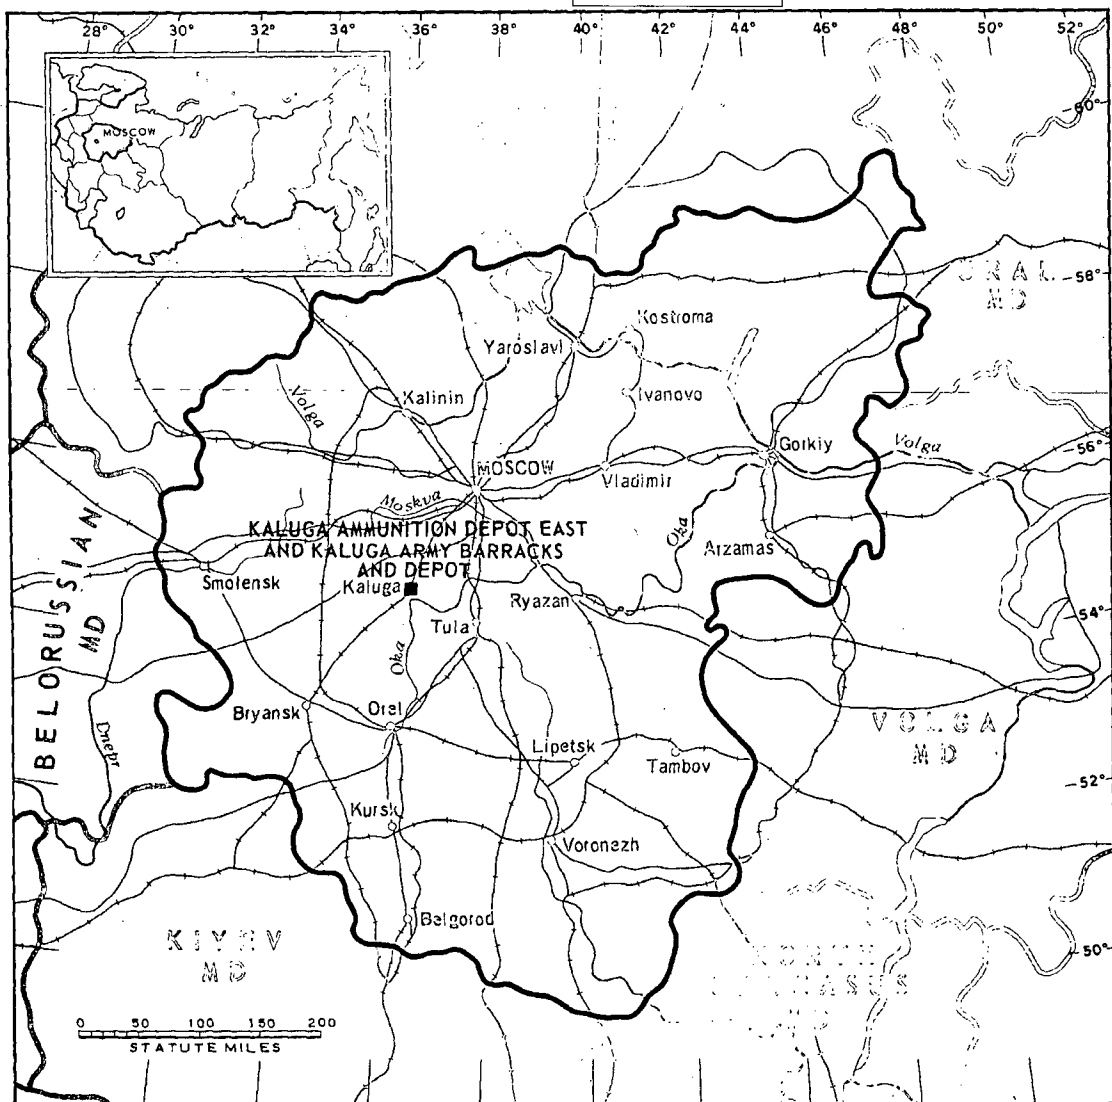 28° 30° 32° 34° 36° 38° 40° 42° 44° 46° 48° 50° 52°
60°
MOSCOW
URAL
MD
58°
Kostroma
Yaroslavl
Ivanovo
Kalinin
Volga
Gorkiy
Volga
56°
MOSCOW
Vladimir
Moskva
Oka
KALUGA AMMUNITION DEPOT EAST
AND KALUGA ARMY BARRACKS
AND DEPOT
Arzamas
Smolensk
Kaluga
Ryazan
54°
BELORUSSIAN
MD
Tula
Oka
Bryansk
Orel
Dnepr
VOLGA
MD
Lipetsk
Tambov
52°
Kursk
Voronezh
Belgorod
KIYEV
MD
NORTH
CAUCASUS
50°
0 50 100 150 200
STATUTE MILES